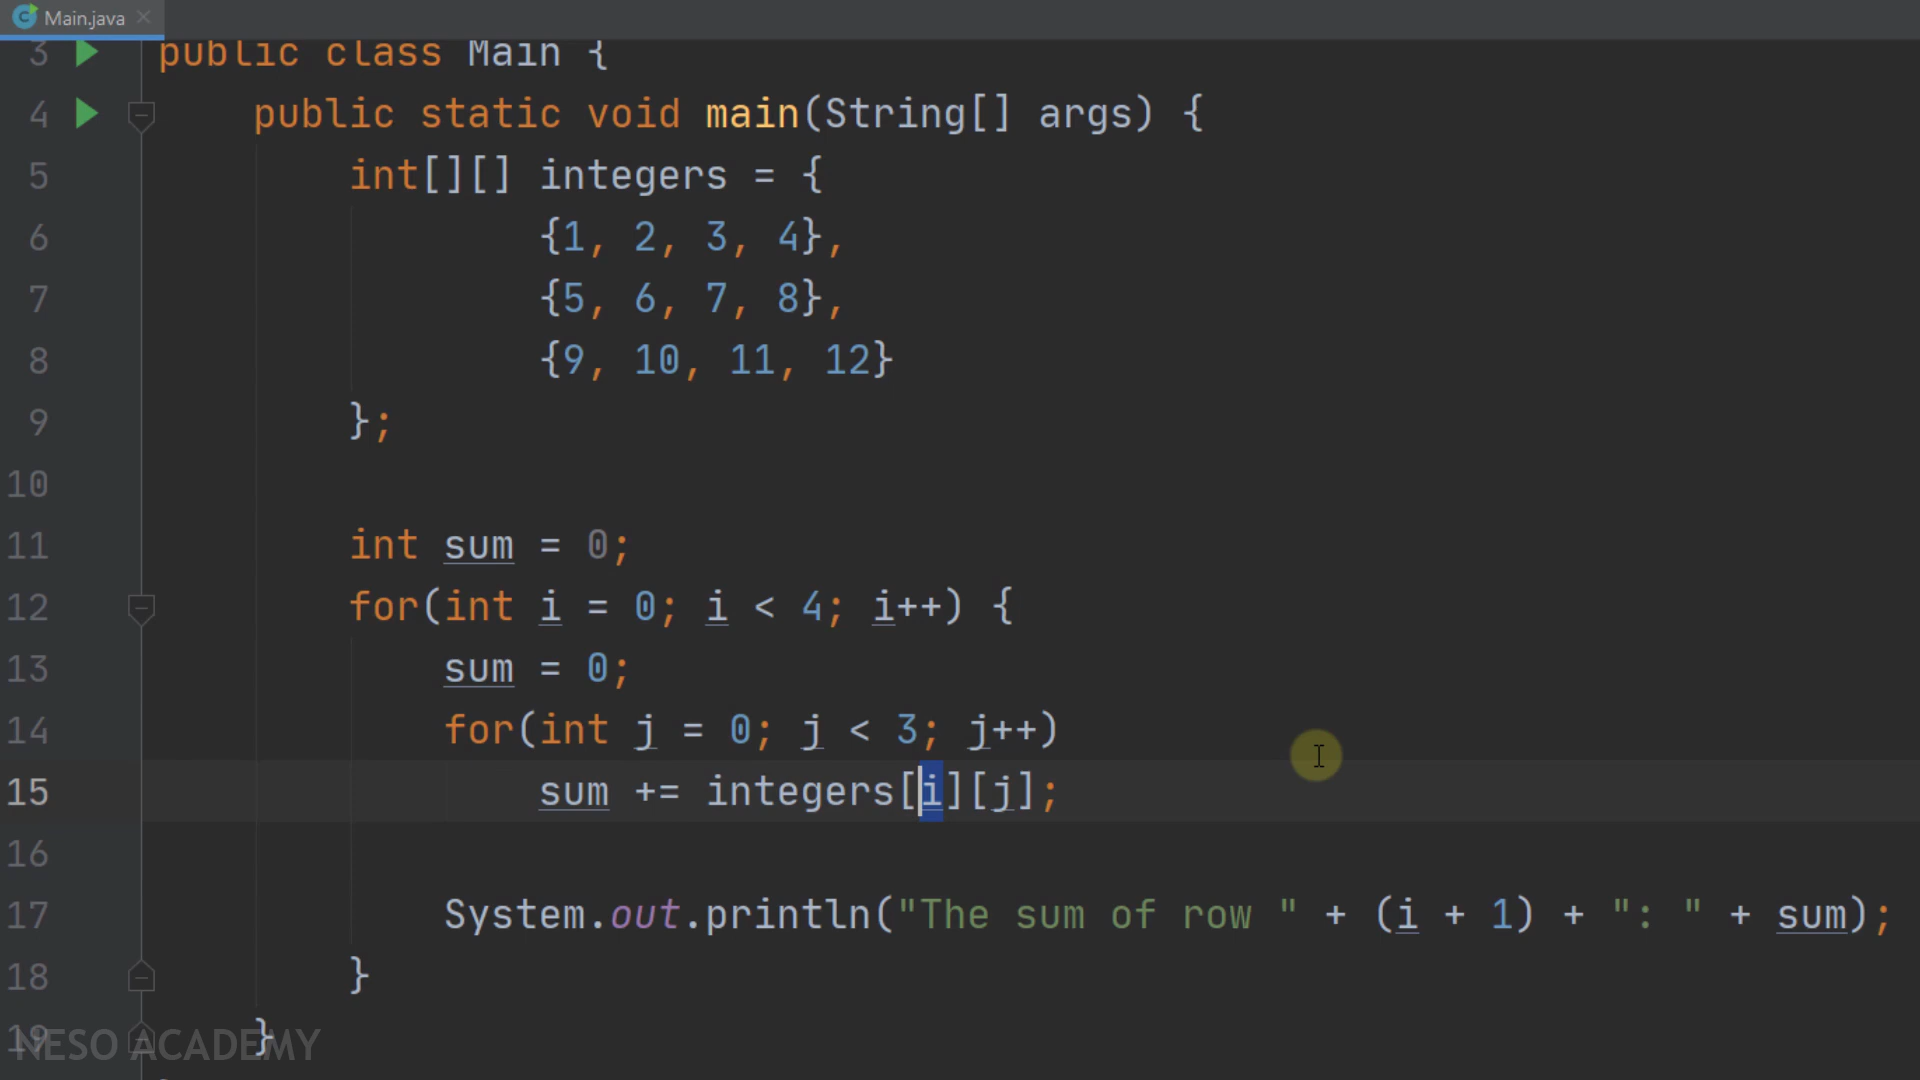 Main.java
3 public class Main {
4 public static void main(String[] args) {
5 int[][] integers = {
6 {1, 2, 3, 4},
7 {5, 6, 7, 8},
8 {9, 10, 11, 12}
9 };
10
11 int sum = 0;
12 for(int i = 0; i < 4; i++) {
13 sum = 0;
14 for(int j = 0; j < 3; j++)
15 sum += integers[i][j];
16
17 System.out.println("The sum of row " + (i + 1) + ": " + sum);
18 }
19 }
NESO ACADEMY